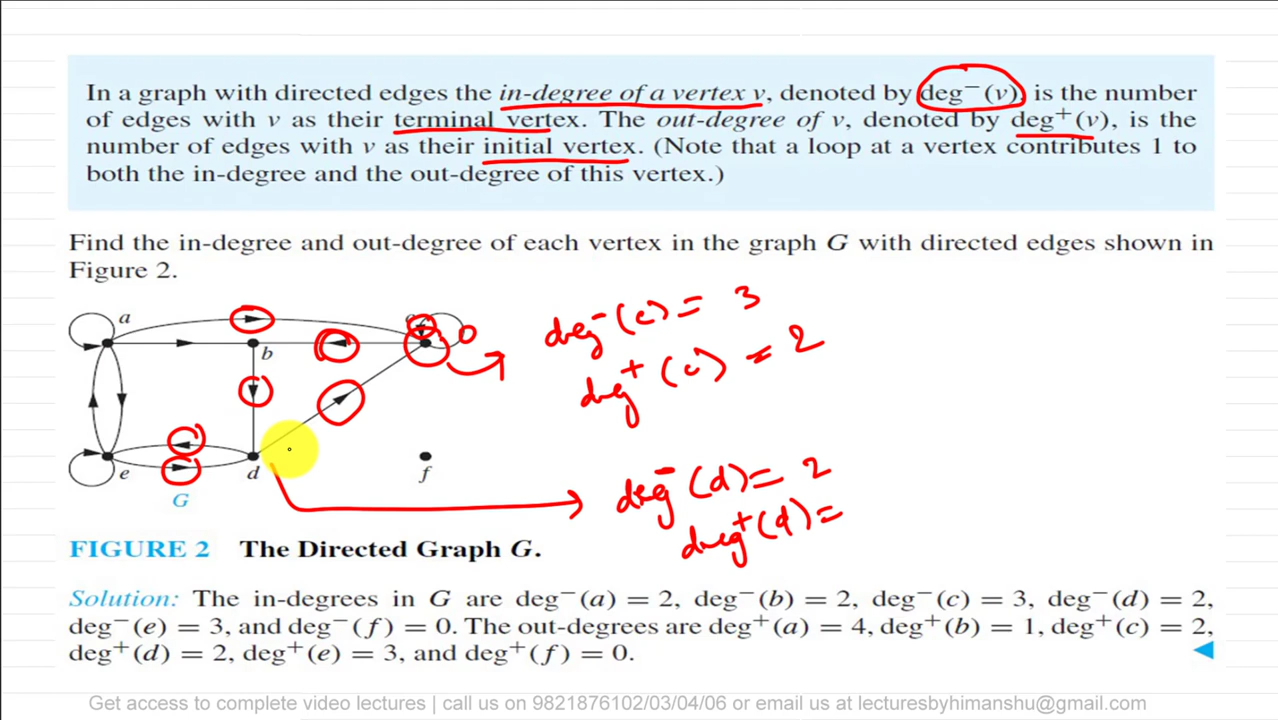 In a graph with directed edges the in-degree of a vertex v, denoted by deg⁻(v), is the number
of edges with v as their terminal vertex. The out-degree of v, denoted by deg⁺(v), is the
number of edges with v as their initial vertex. (Note that a loop at a vertex contributes 1 to
both the in-degree and the out-degree of this vertex.)
Find the in-degree and out-degree of each vertex in the graph G with directed edges shown in
Figure 2.
a
b
c
deg⁻(c) = 3
deg⁺(c) = 2
e
d
f
G
deg⁻(d) = 2
deg⁺(d) =
FIGURE 2 The Directed Graph G.
Solution: The in-degrees in G are deg⁻(a) = 2, deg⁻(b) = 2, deg⁻(c) = 3, deg⁻(d) = 2,
deg⁻(e) = 3, and deg⁻(f) = 0. The out-degrees are deg⁺(a) = 4, deg⁺(b) = 1, deg⁺(c) = 2,
deg⁺(d) = 2, deg⁺(e) = 3, and deg⁺(f) = 0.
Get access to complete video lectures | call us on 9821876102/03/04/06 or email us at lecturesbyhimanshu@gmail.com